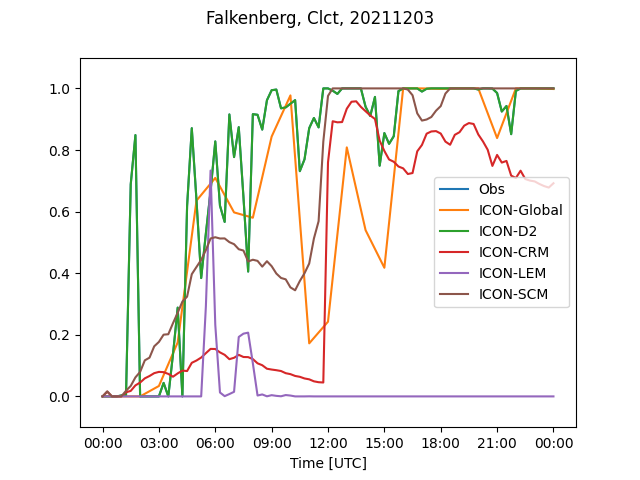 Falkenberg, Clct, 20211203
1.0
0.8
0.6
0.4
0.2
0.0
Obs
ICON-Global
ICON-D2
ICON-CRM
ICON-LEM
ICON-SCM
00:00 03:00 06:00 09:00 12:00 15:00 18:00 21:00 00:00
Time [UTC]